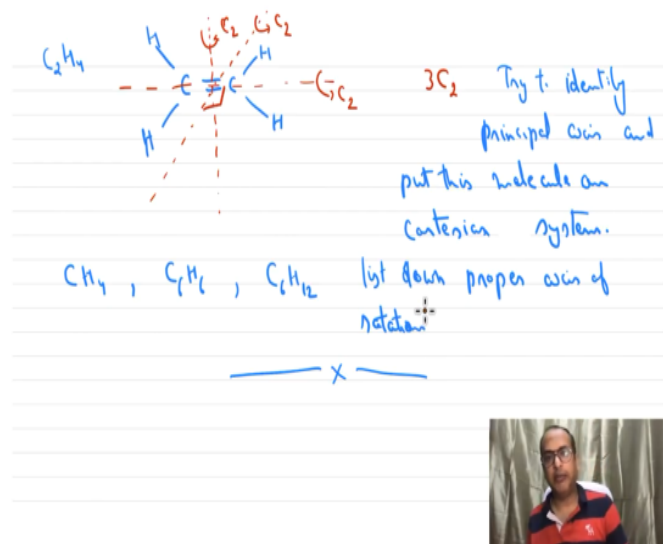 C2H4
H
H
C = C
H
H
C2
C2
C2
3C2 Try to identify
principal axis and
put this molecule on
cartesian system.
CH4 , C6H6 , C6H12 list down proper axis of
rotation
X